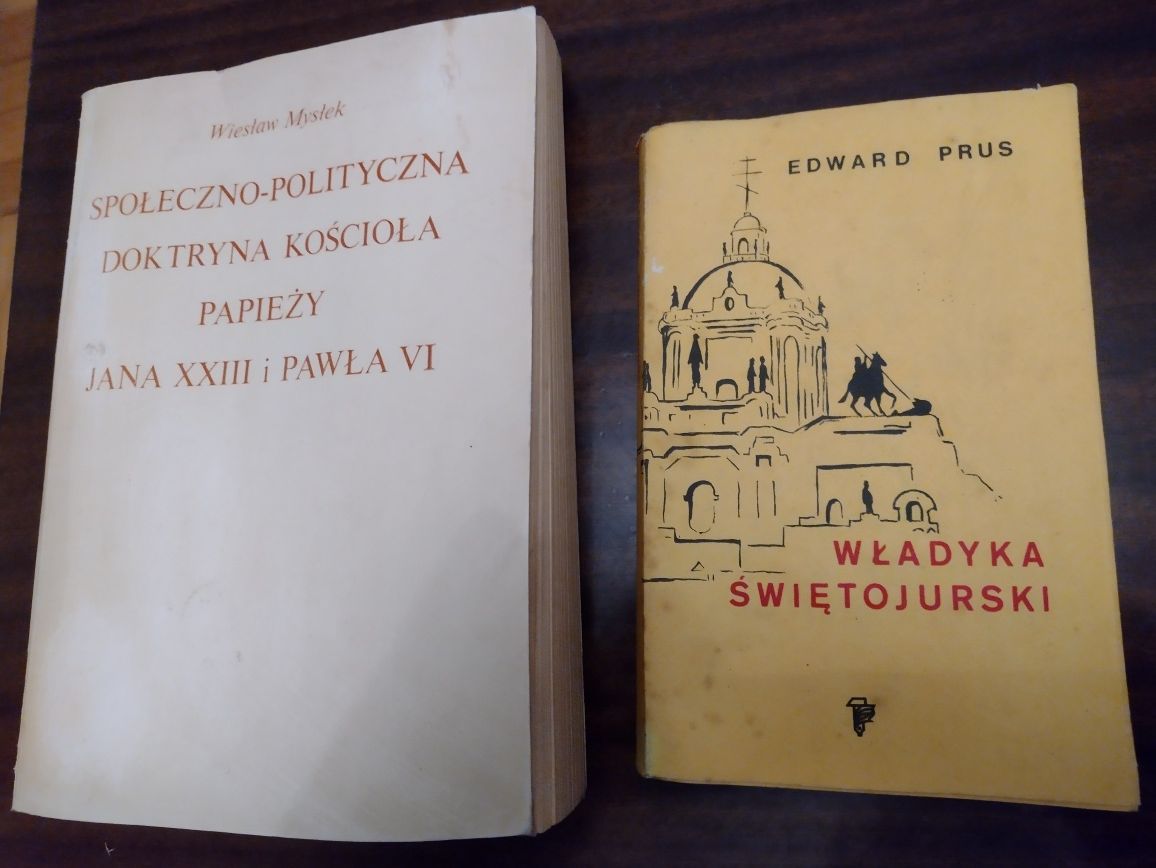 Wiesław Mysłek
SPOŁECZNO-POLITYCZNA
DOKTRYNA KOŚCIOŁA
PAPIEŻY
JANA XXIII i PAWŁA VI
EDWARD PRUS
WŁADYKA
ŚWIĘTOJURSKI